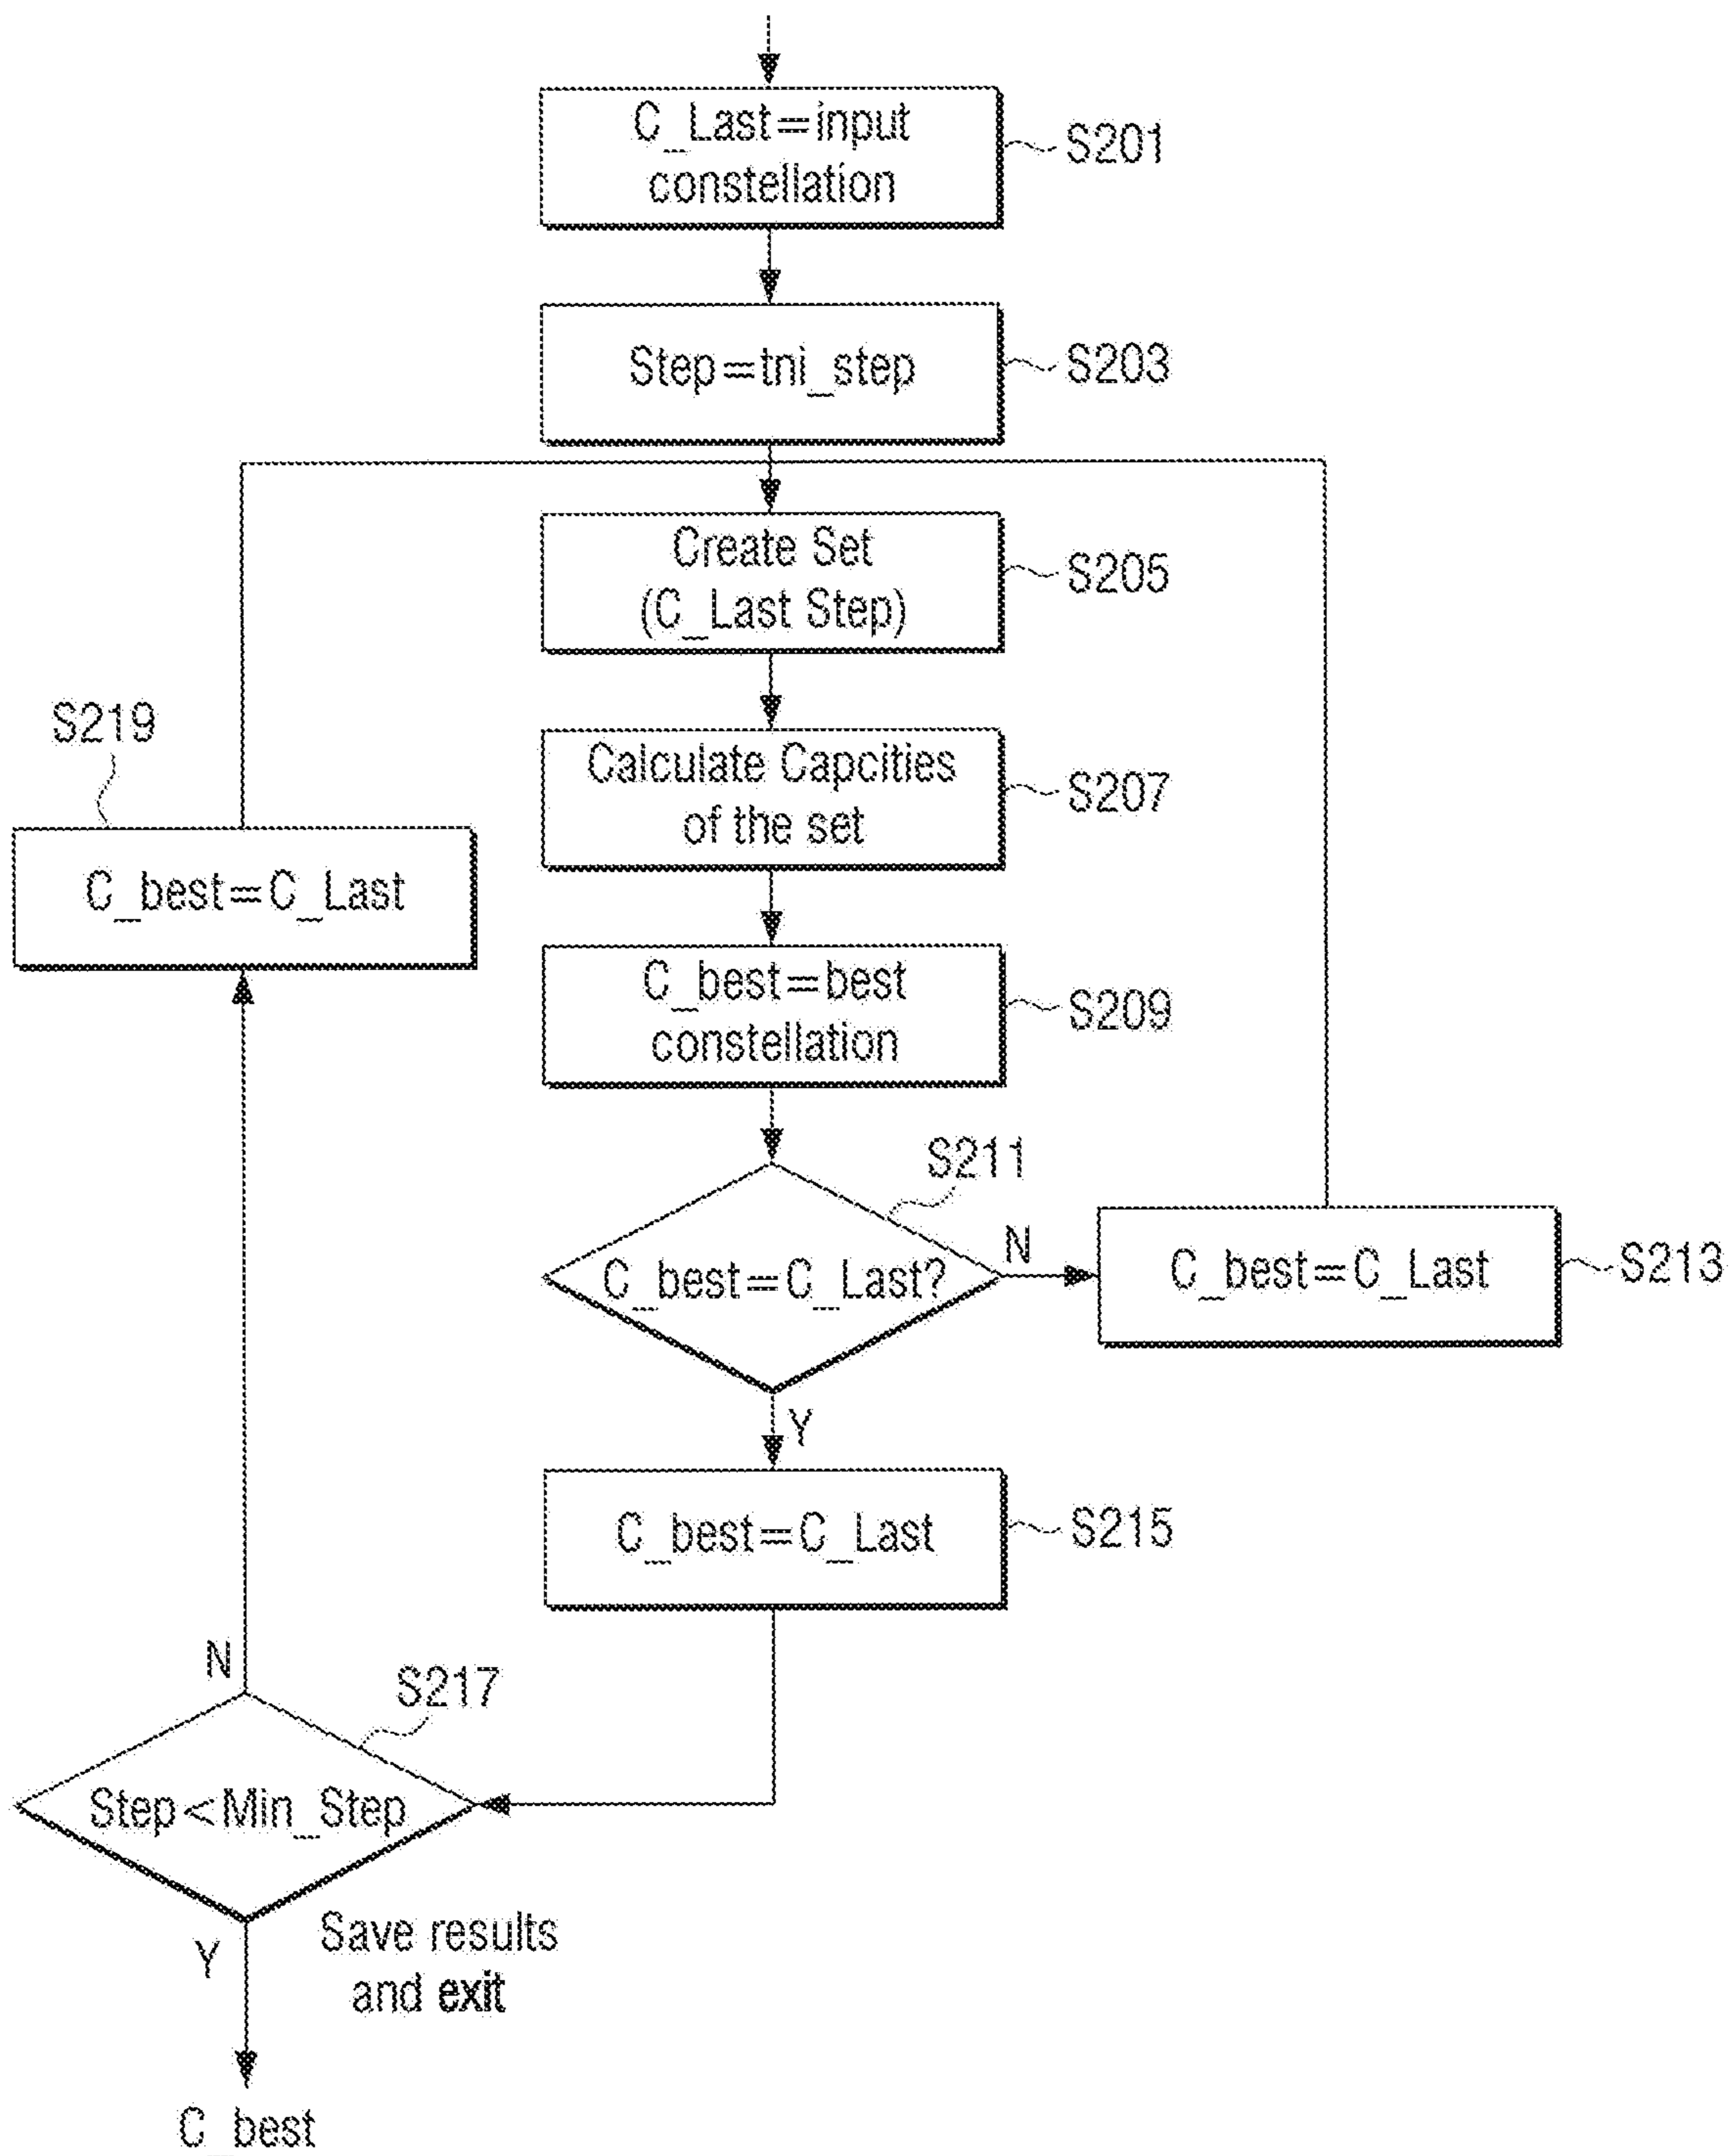 C_Last=input
constellation
S201
Step=tni_step
S203
Create Set
(C_Last Step)
S205
S219
Calculate Capcities
of the set
S207
C_best=C_Last
C_best=best
constellation
S209
S211
C_best=C_Last?
N
C_best=C_Last
S213
Y
C_best=C_Last
S215
N
S217
Step<Min_Step
Y
Save results
and exit
C_best